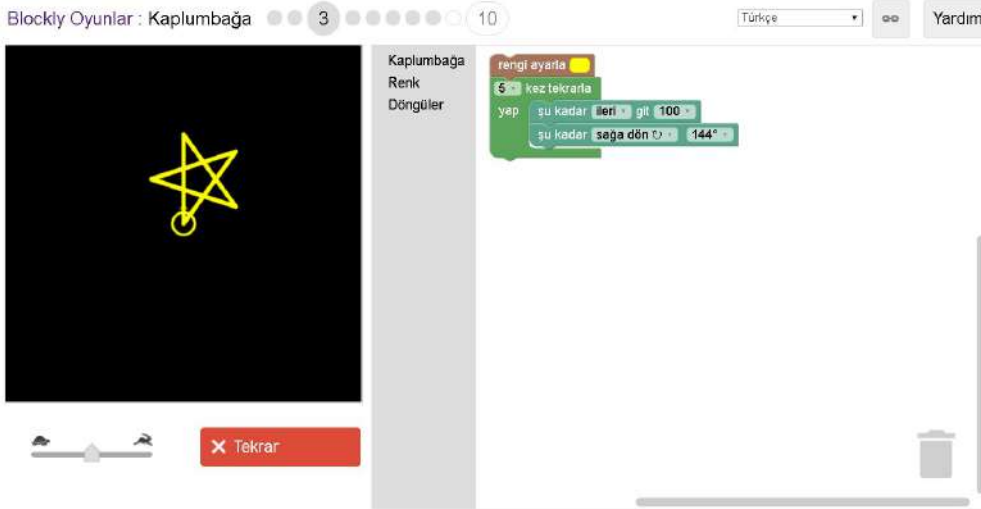 Blockly Oyunlar : Kaplumbağa 3 10 Türkçe Yardım
Kaplumbağa
Renk
Döngüler
rengi ayarla
5 kez tekrarla
yap şu kadar ileri git 100
şu kadar sağa dön ↻ 144°
Tekrar